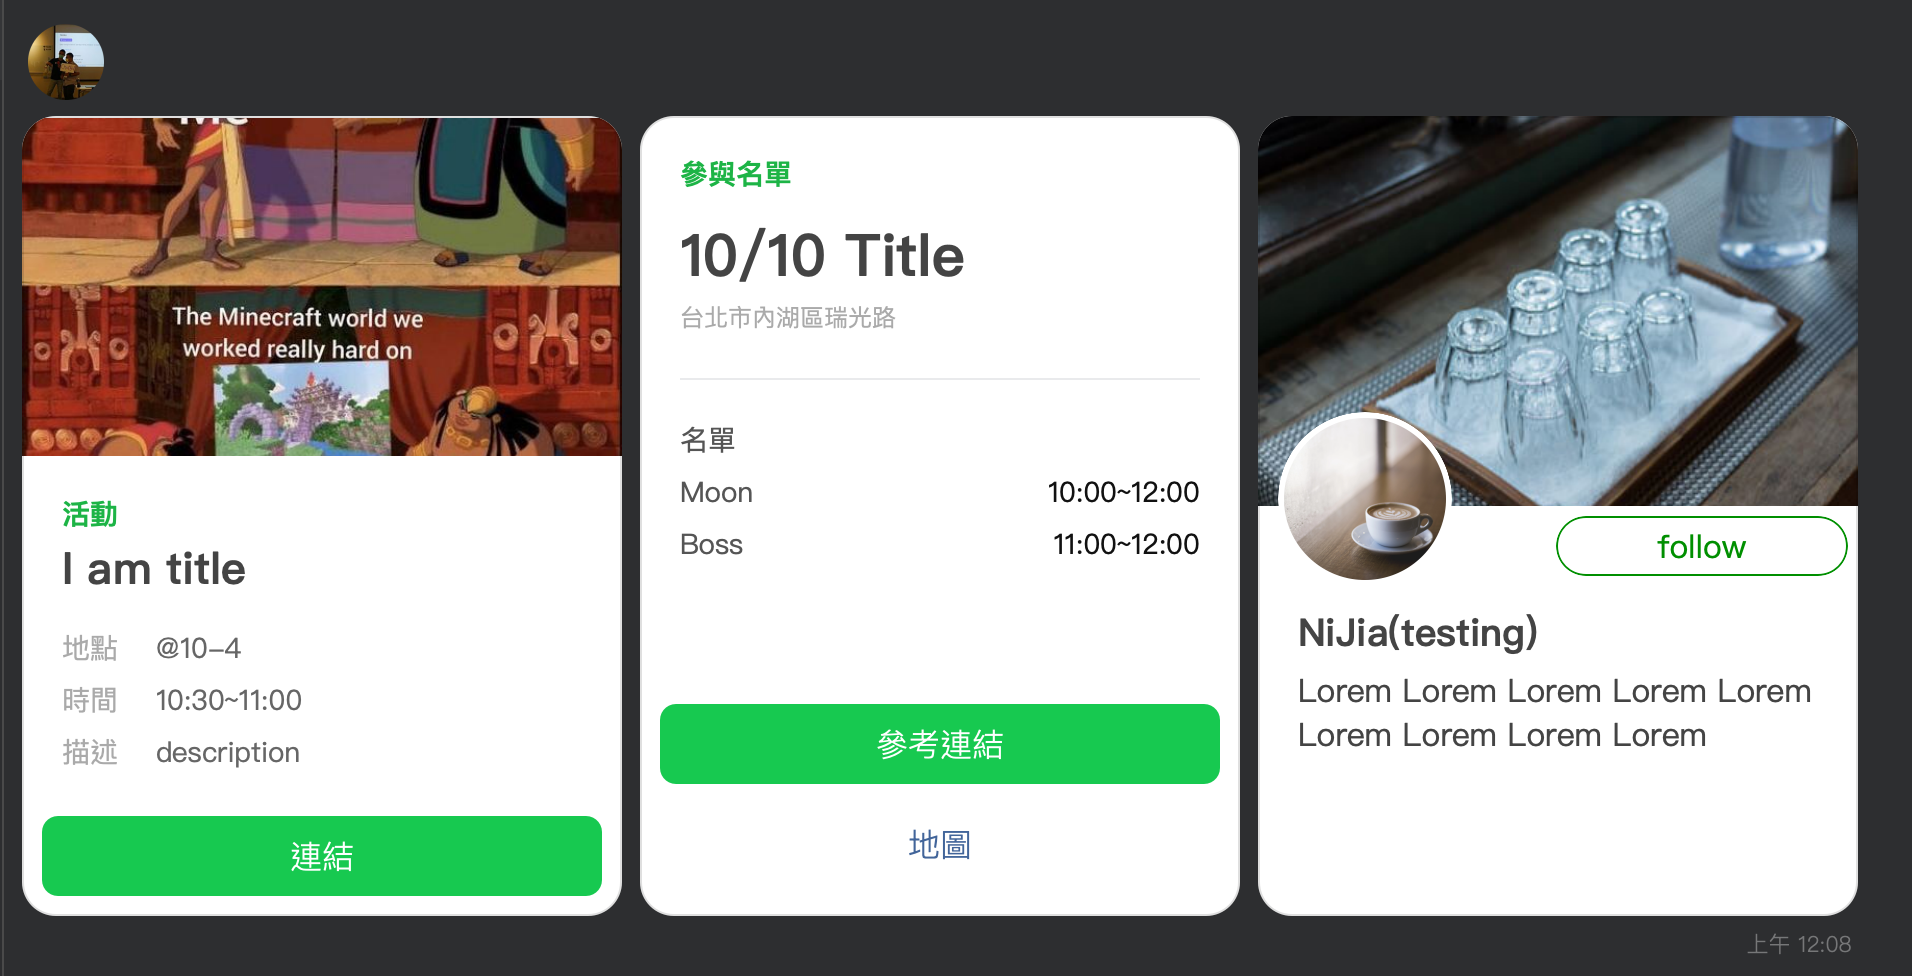 Me
The Minecraft world we
worked really hard on
活動
I am title
地點 @10-4
時間 10:30~11:00
描述 description
連結
參與名單
10/10 Title
台北市內湖區瑞光路
名單
Moon 10:00~12:00
Boss 11:00~12:00
參考連結
地圖
follow
NiJia(testing)
Lorem Lorem Lorem Lorem Lorem
Lorem Lorem Lorem Lorem
上午 12:08